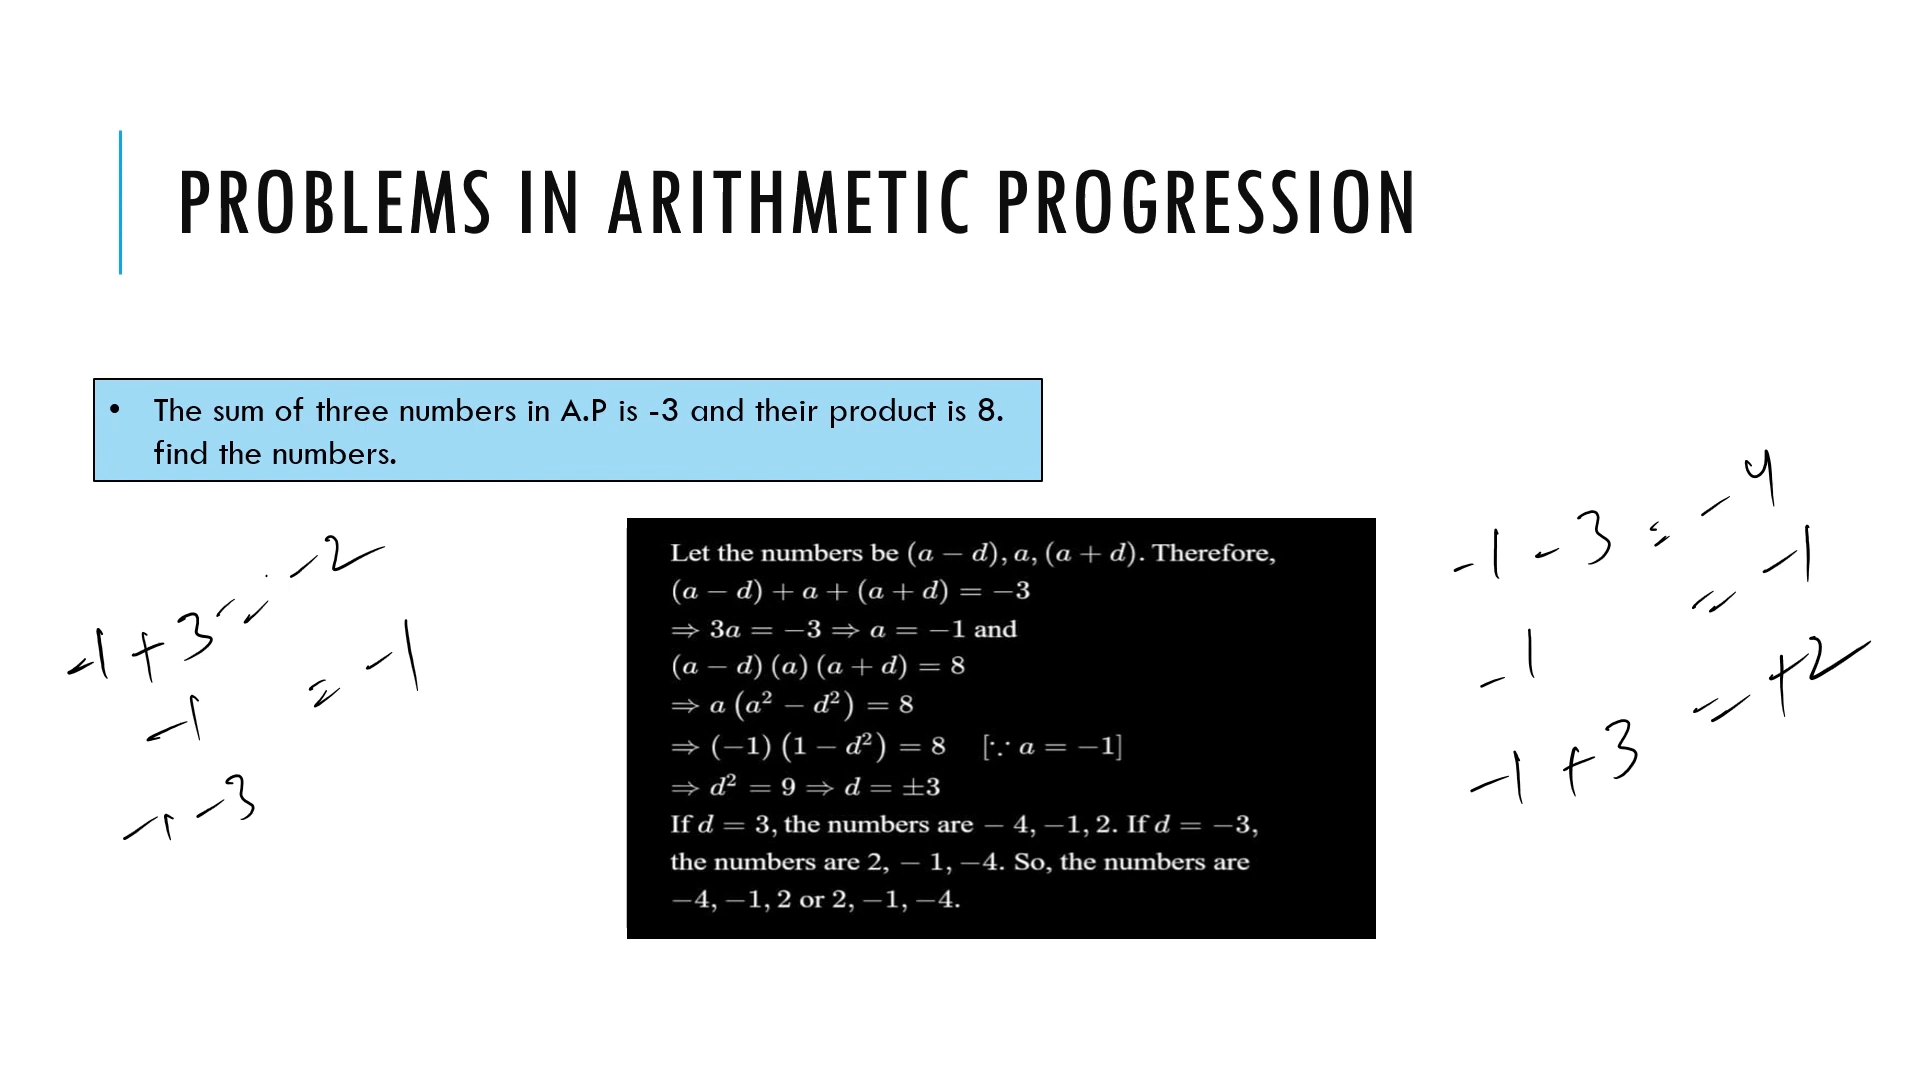 PROBLEMS IN ARITHMETIC PROGRESSION
• The sum of three numbers in A.P is -3 and their product is 8.
find the numbers.
Let the numbers be (a − d), a, (a + d). Therefore,
(a − d) + a + (a + d) = −3
⇒ 3a = −3 ⇒ a = −1 and
(a − d) (a) (a + d) = 8
⇒ a (a² − d²) = 8
⇒ (−1) (1 − d²) = 8 [∵ a = −1]
⇒ d² = 9 ⇒ d = ±3
If d = 3, the numbers are − 4, −1, 2. If d = −3,
the numbers are 2, − 1, −4. So, the numbers are
−4, −1, 2 or 2, −1, −4.
-1 + 3 = -2
-1 = -1
-1 -3
-1 - 3 = -4
-1 = -1
-1 + 3 = +2